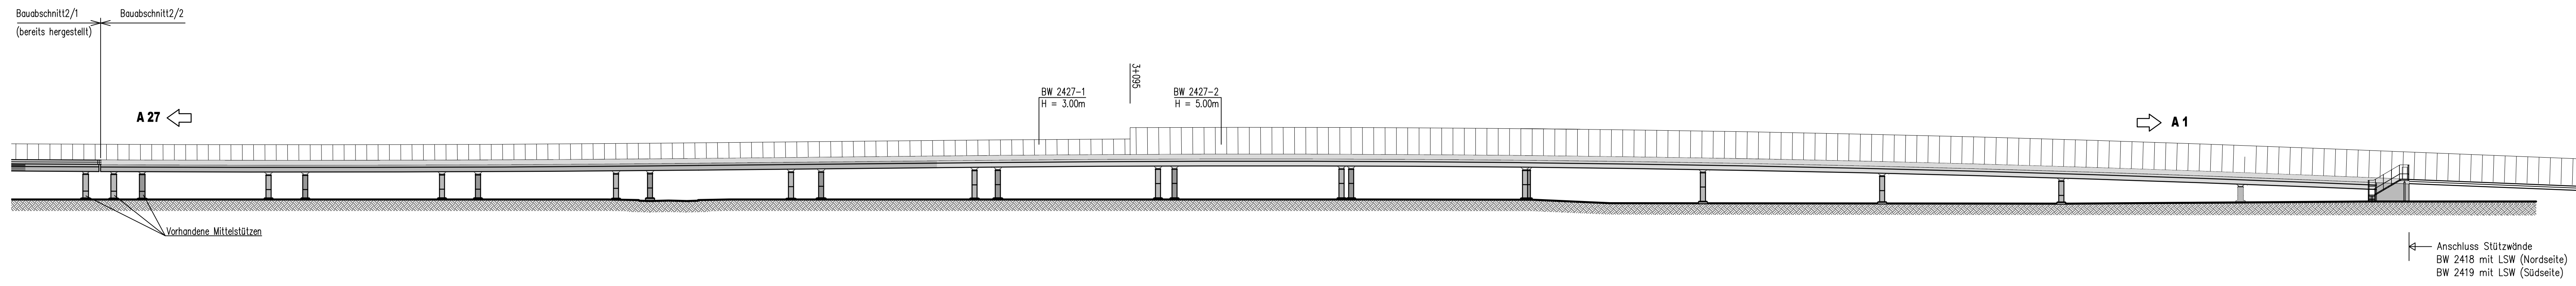 Bauabschnitt2/1
Bauabschnitt2/2
(bereits hergestellt)
3+095
BW 2427-1
H = 3.00m
BW 2427-2
H = 5.00m
A 27
A 1
Vorhandene Mittelstützen
Anschluss Stützwände
BW 2418 mit LSW (Nordseite)
BW 2419 mit LSW (Südseite)